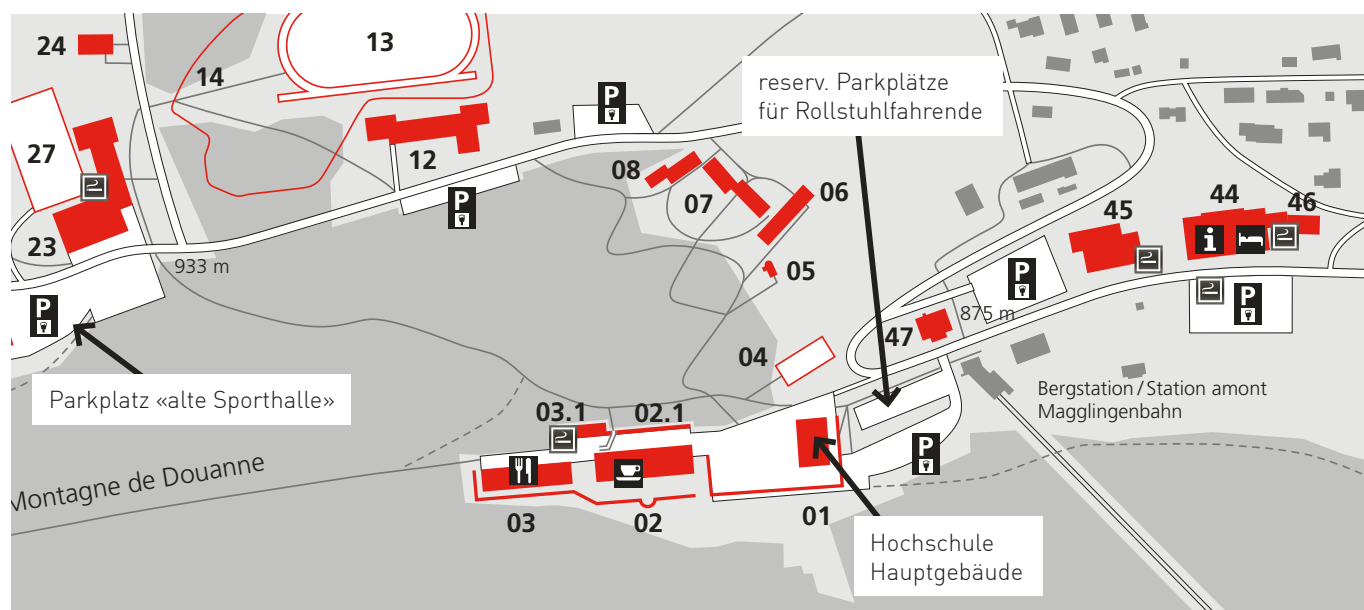 24
13
14
reserv. Parkplätze
für Rollstuhlfahrende
P
27
12
08
P
07
06
23
933 m
05
45
44
46
i
P
P
P
47
875 m
04
Parkplatz «alte Sporthalle»
Bergstation / Station amont
Magglingenbahn
03.1
02.1
P
Montagne de Douanne
03
02
01
Hochschule
Hauptgebäude